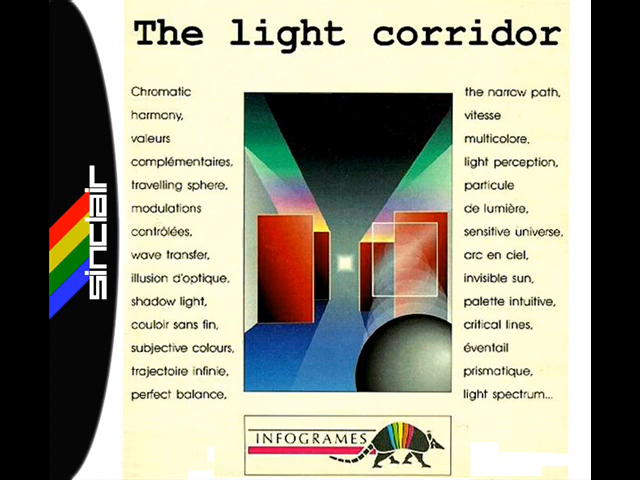 The light corridor
Chromatic
harmony,
valeurs
complémentaires,
travelling sphere,
modulations
contrôlées,
wave transfer,
illusion d'optique,
shadow light,
couloir sans fin,
subjective colours,
trajectoire infinie,
perfect balance,
the narrow path,
vitesse
multicolore,
light perception,
particule
de lumière,
sensitive universe,
arc en ciel,
invisible sun,
palette intuitive,
critical lines,
éventail
prismatique,
light spectrum...
sinclair
INFOGRAMES